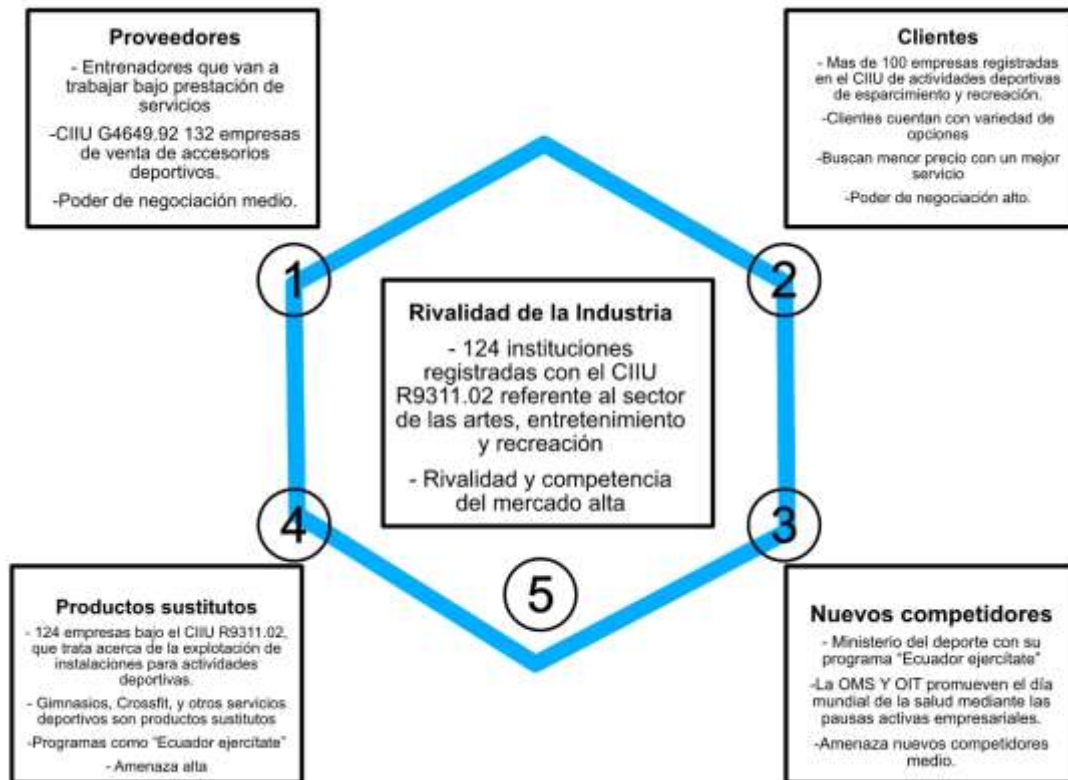 Proveedores
- Entrenadores que van a
trabajar bajo prestación de
servicios
-CIIU G4649.92 132 empresas
de venta de accesorios
deportivos.
-Poder de negociación medio.
Clientes
- Mas de 100 empresas registradas
en el CIIU de actividades deportivas
de esparcimiento y recreación.
-Clientes cuentan con variedad de
opciones
-Buscan menor precio con un mejor
servicio
-Poder de negociación alto.
1
2
Rivalidad de la Industria
- 124 instituciones
registradas con el CIIU
R9311.02 referente al sector
de las artes, entretenimiento
y recreación
- Rivalidad y competencia
del mercado alta
4
3
5
Productos sustitutos
- 124 empresas bajo el CIIU R9311.02,
que trata acerca de la explotación de
instalaciones para actividades
deportivas.
- Gimnasios, Crossfit, y otros servicios
deportivos son productos sustitutos
-Programas como "Ecuador ejercítate"
- Amenaza alta
Nuevos competidores
- Ministerio del deporte con su
programa "Ecuador ejercítate"
-La OMS Y OIT promueven el día
mundial de la salud mediante las
pausas activas empresariales.
-Amenaza nuevos competidores
medio.